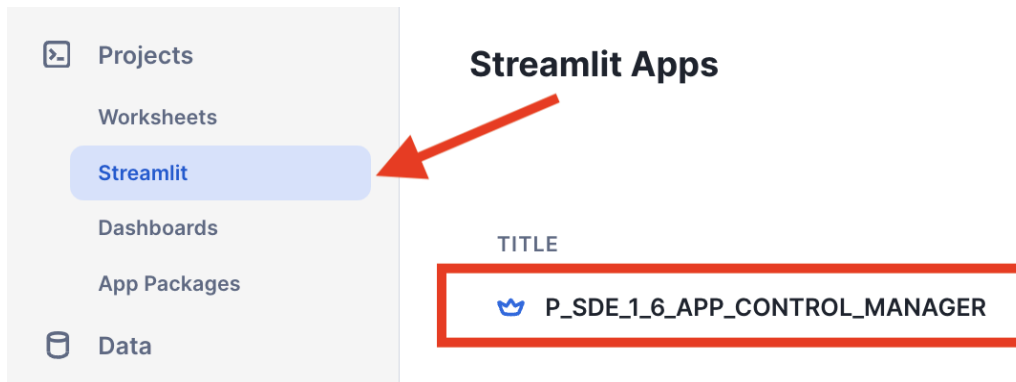 Projects
Worksheets
Streamlit
Dashboards
App Packages
Data
Streamlit Apps
TITLE
P_SDE_1_6_APP_CONTROL_MANAGER